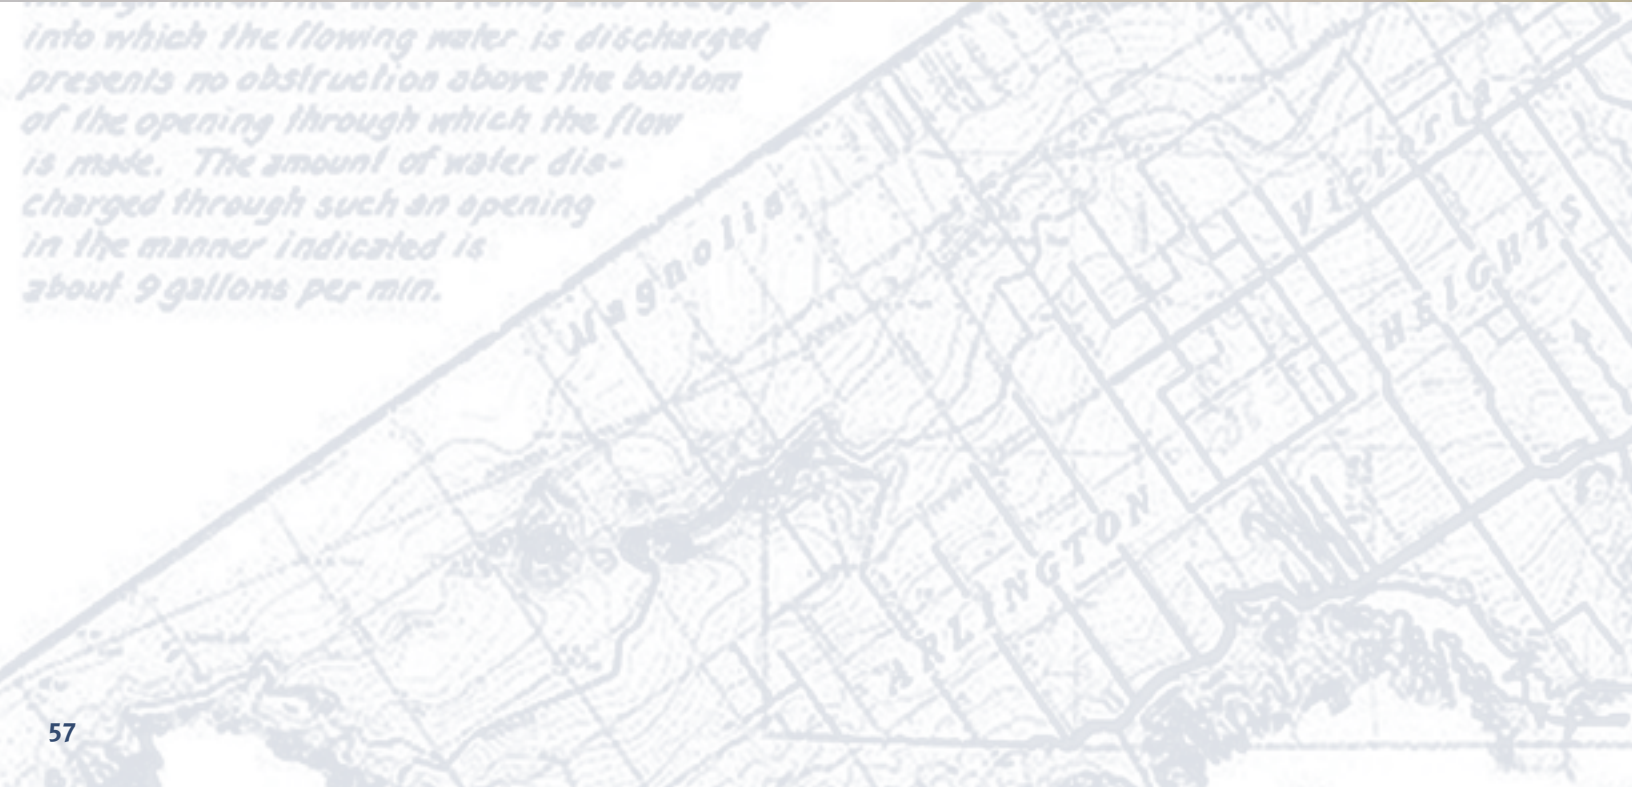 into which the flowing water is discharged
presents no obstruction above the bottom
of the opening through which the flow
is made. The amount of water dis-
charged through such an opening
in the manner indicated is
about 9 gallons per min.
Magnolia
Victoria
HEIGHTS
ARLINGTON
57